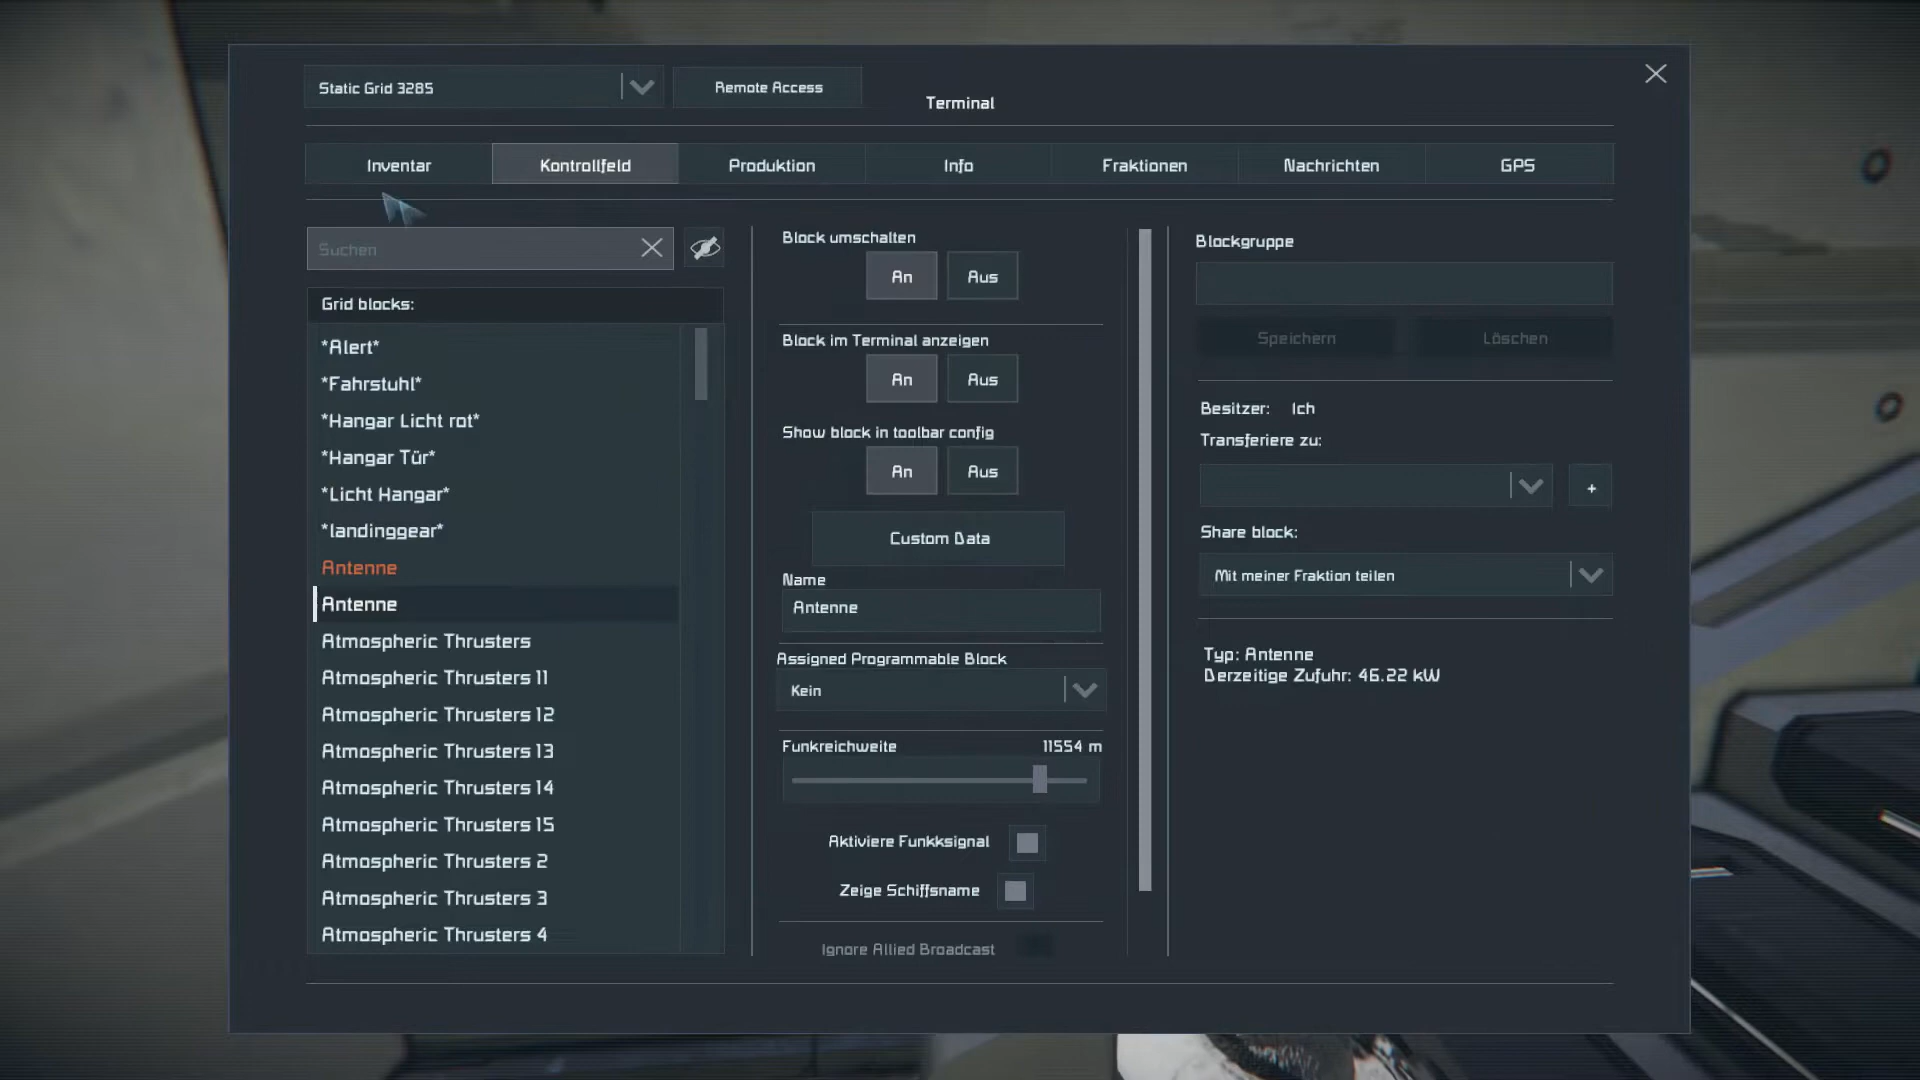 Static Grid 3285
Remote Access
Terminal
Inventar
Kontrollfeld
Produktion
Info
Fraktionen
Nachrichten
GPS
Suchen
Grid blocks:
*Alert*
*Fahrstuhl*
*Hangar Licht rot*
*Hangar Tür*
*Licht Hangar*
*landinggear*
Antenne
Antenne
Atmospheric Thrusters
Atmospheric Thrusters 11
Atmospheric Thrusters 12
Atmospheric Thrusters 13
Atmospheric Thrusters 14
Atmospheric Thrusters 15
Atmospheric Thrusters 2
Atmospheric Thrusters 3
Atmospheric Thrusters 4
Block umschalten
An Aus
Block im Terminal anzeigen
An Aus
Show block in toolbar config
An Aus
Custom Data
Name
Antenne
Assigned Programmable Block
Kein
Funkreichweite 11554 m
Aktiviere Funkksignal
Zeige Schiffsname
Ignore Allied Broadcast
Blockgruppe
Speichern Löschen
Besitzer: Ich
Transferiere zu:
+
Share block:
Mit meiner Fraktion teilen
Typ: Antenne
Derzeitige Zufuhr: 46.22 kW